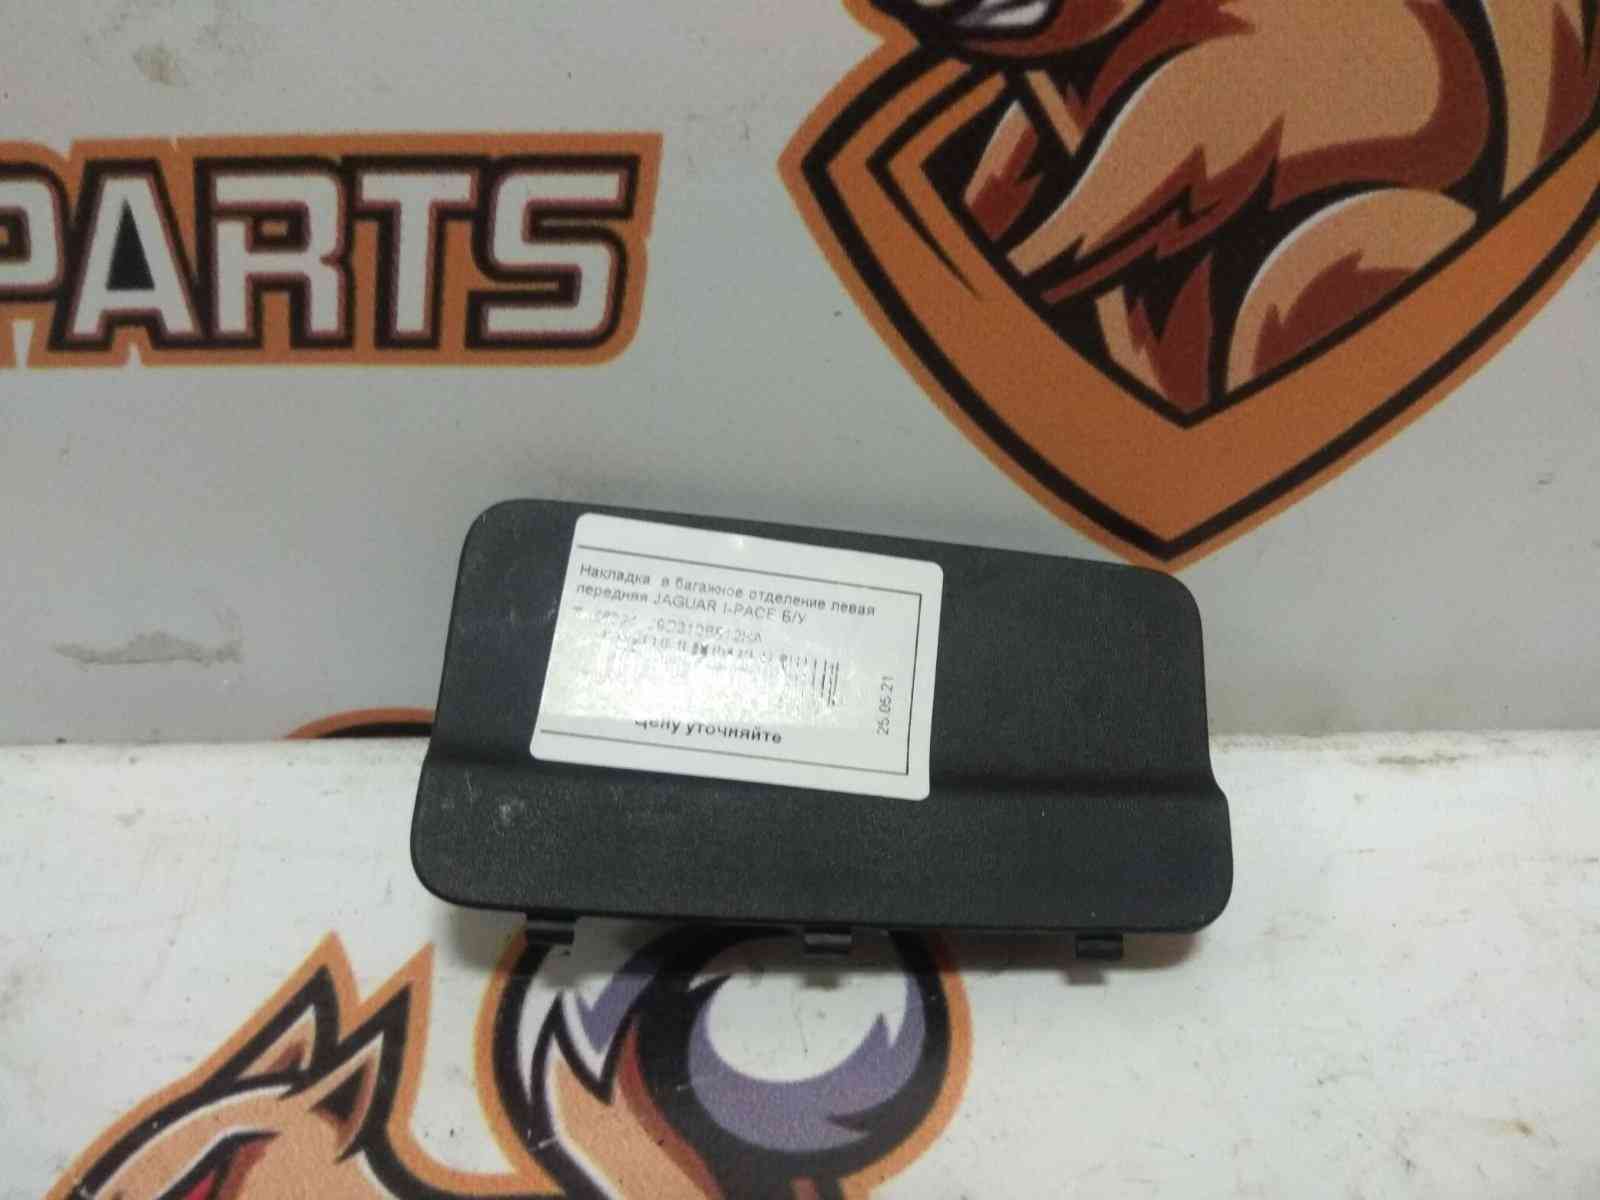 PARTS
Накладка в багажное отделение левая
передняя JAGUAR I-PACE Б/У
Цену уточняйте
25.05.21